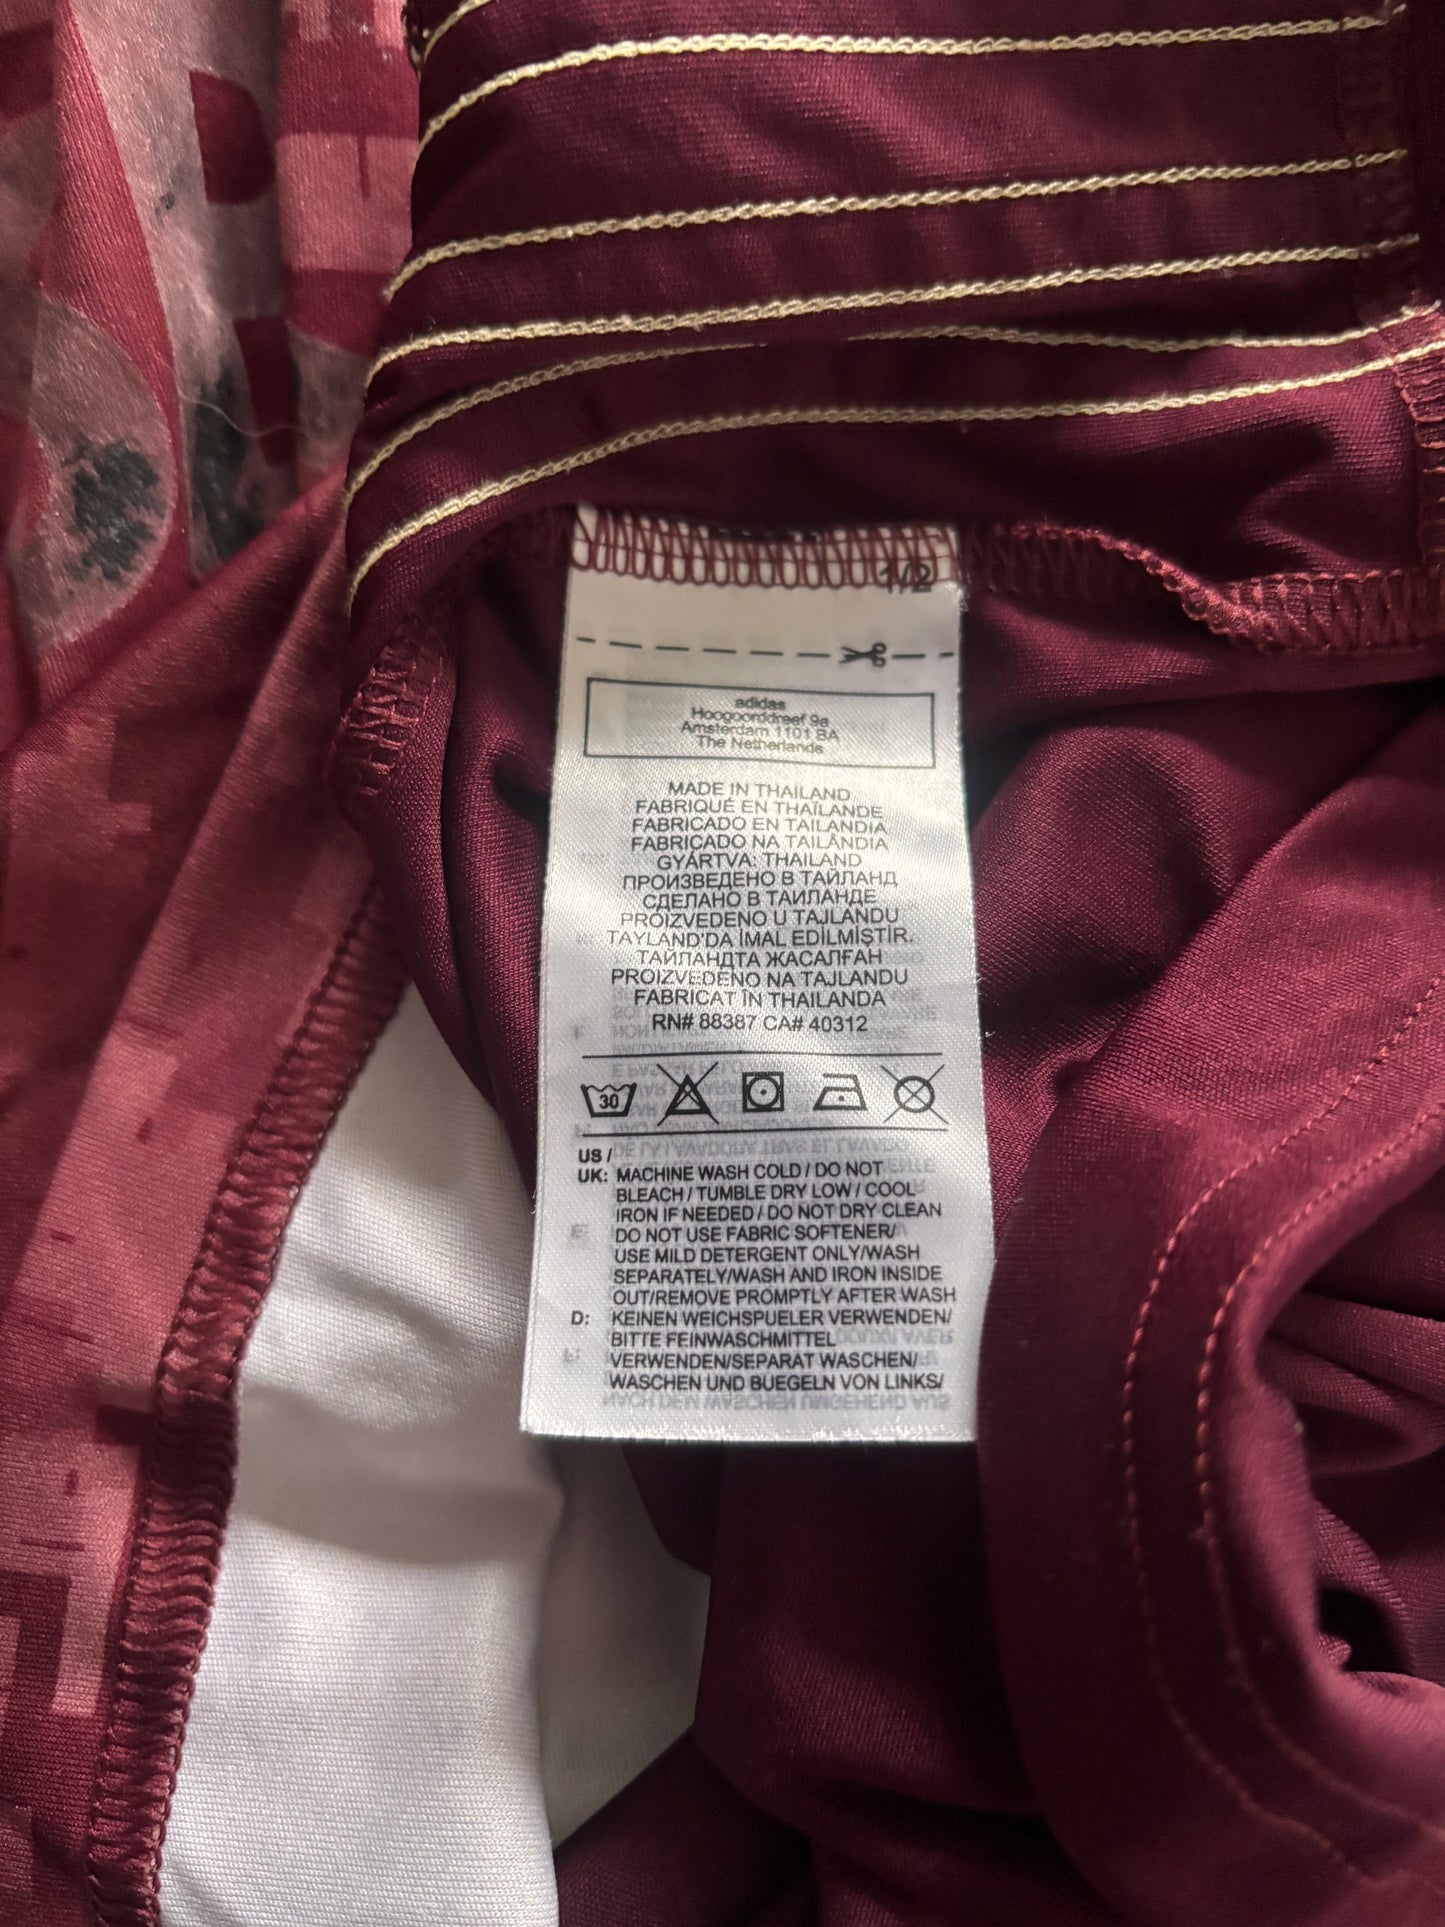 1/2
adidas
Hoogoorddreef 9a
Amsterdam 1101 BA
The Netherlands
MADE IN THAILAND
FABRIQUÉ EN THAÏLANDE
FABRICADO EN TAILANDIA
FABRICADO NA TAILÂNDIA
GYÁRTVA: THAILAND
ПРОИЗВЕДЕНО В ТАИЛАНД
СДЕЛАНО В ТАИЛАНДЕ
PROIZVEDENO U TAJLANDU
TAYLAND'DA İMAL EDİLMİŞTİR.
ТАИЛАНДТА ЖАСАЛҒАН
PROIZVEDENO NA TAJLANDU
FABRICAT ÎN THAILANDA
RN# 88387 CA# 40312
30
US /
UK: MACHINE WASH COLD / DO NOT
BLEACH / TUMBLE DRY LOW / COOL
IRON IF NEEDED / DO NOT DRY CLEAN
DO NOT USE FABRIC SOFTENER/
USE MILD DETERGENT ONLY/WASH
SEPARATELY/WASH AND IRON INSIDE
OUT/REMOVE PROMPTLY AFTER WASH
D: KEINEN WEICHSPUELER VERWENDEN/
BITTE FEINWASCHMITTEL
VERWENDEN/SEPARAT WASCHEN/
WASCHEN UND BUEGELN VON LINKS/